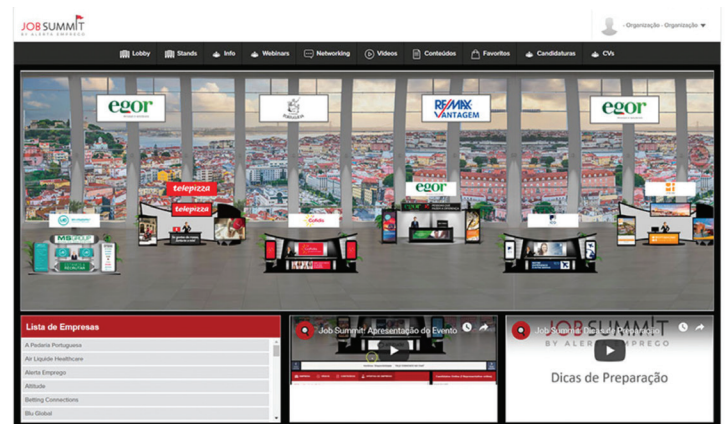 JOB SUMMIT
BY ALERTA EMPREGO
- Organização - Organização
Lobby
Stands
Info
Webinars
Networking
Vídeos
Conteúdos
Favoritos
Candidaturas
CVs
egor
RE/MAX
VANTAGEM
egor
telepizza
telepizza
egor
MSGROUP
Lista de Empresas
A Padaria Portuguesa
Air Liquide Healthcare
Alerta Emprego
Altitude
Betting Connections
Blu Global
Job Summit: Apresentação do Evento
Job Summit: Dicas de Preparação
JOB SUMMIT
BY ALERTA EMPREGO
Dicas de Preparação